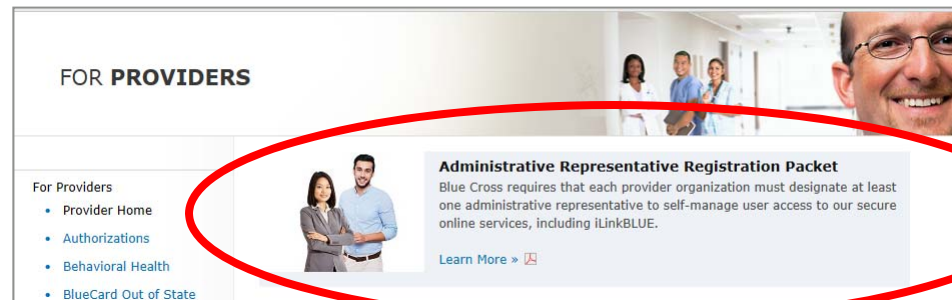 FOR PROVIDERS
For Providers
• Provider Home
• Authorizations
• Behavioral Health
• BlueCard Out of State
Administrative Representative Registration Packet
Blue Cross requires that each provider organization must designate at least
one administrative representative to self-manage user access to our secure
online services, including iLinkBLUE.
Learn More »